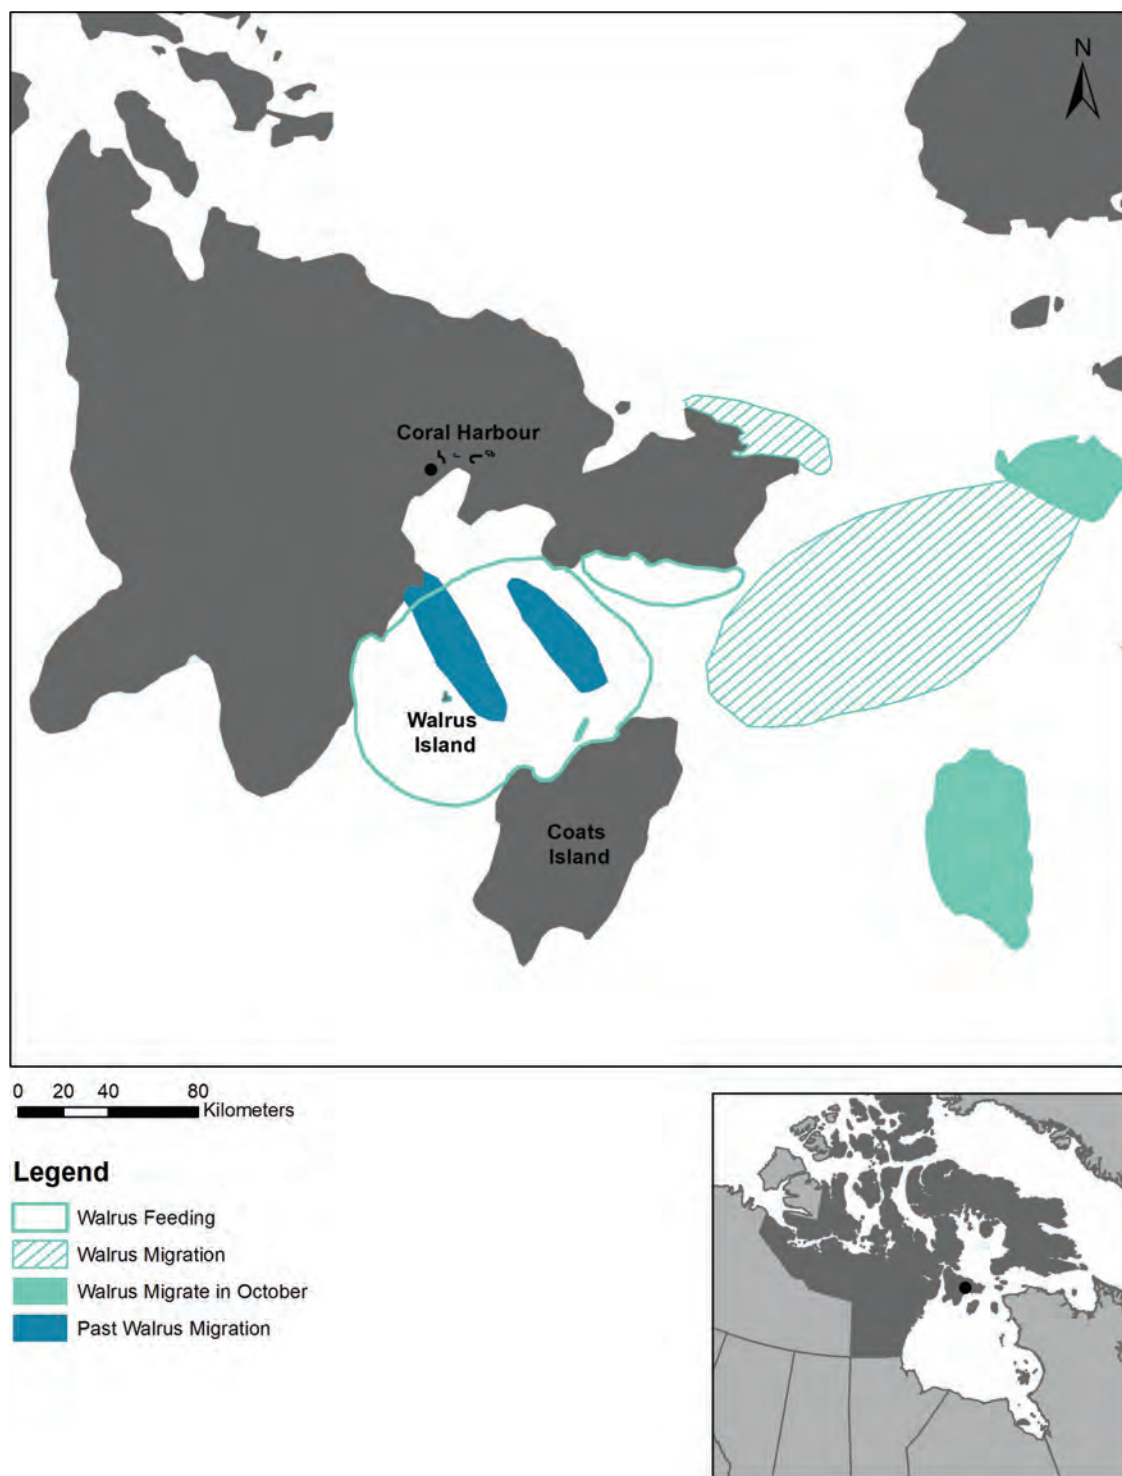 N
Coral Harbour
Walrus
Island
Coats
Island
0 20 40 80
Kilometers
Legend
Walrus Feeding
Walrus Migration
Walrus Migrate in October
Past Walrus Migration